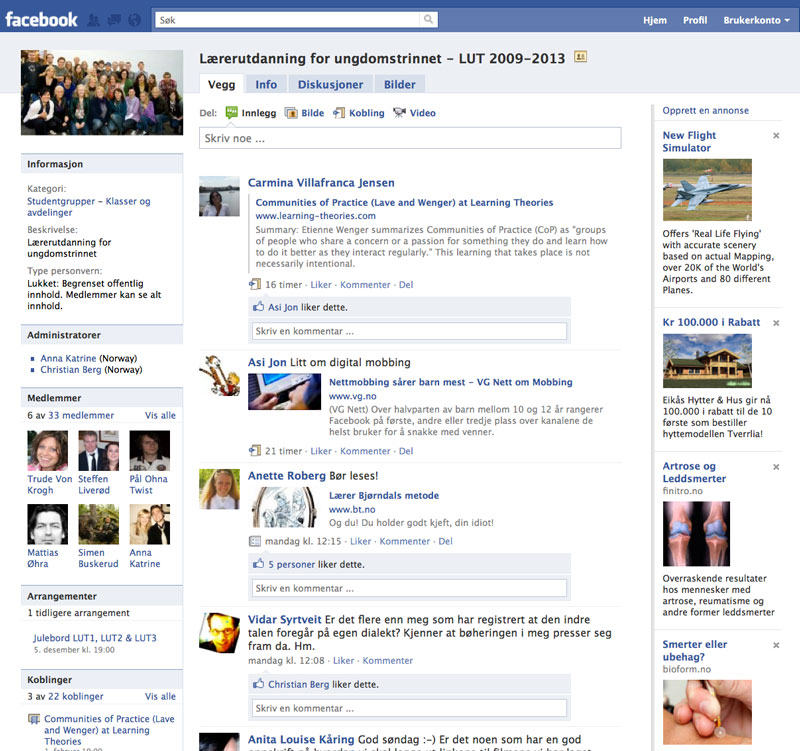 facebook
Søk
Hjem Profil Brukerkonto
Lærerutdanning for ungdomstrinnet – LUT 2009-2013
Vegg Info Diskusjoner Bilder
Del: Innlegg Bilde Kobling Video
Skriv noe ...
Informasjon
Kategori:
Studentgrupper - Klasser og
avdelinger
Beskrivelse:
Lærerutdanning for
ungdomstrinnet
Type personvern:
Lukket: Begrenset offentlig
innhold. Medlemmer kan se alt
innhold.
Administratorer
Anna Katrine (Norway)
Christian Berg (Norway)
Medlemmer
6 av 33 medlemmer Vis alle
Trude Von
Krogh
Steffen
Liverød
Pål Ohna
Twist
Mattias
Øhra
Simen
Buskerud
Anna
Katrine
Arrangementer
1 tidligere arrangement
Julebord LUT1, LUT2 & LUT3
5. desember kl. 19:00
Koblinger
3 av 22 koblinger Vis alle
Communities of Practice (Lave
and Wenger) at Learning
Theories
Carmina Villafranca Jensen
Communities of Practice (Lave and Wenger) at Learning Theories
www.learning-theories.com
Summary: Etienne Wenger summarizes Communities of Practice (CoP) as "groups
of people who share a concern or a passion for something they do and learn how
to do it better as they interact regularly." This learning that takes place is not
necessarily intentional.
16 timer · Liker · Kommenter · Del
Asi Jon liker dette.
Skriv en kommentar ...
Asi Jon Litt om digital mobbing
Nettmobbing sårer barn mest - VG Nett om Mobbing
www.vg.no
(VG Nett) Over halvparten av barn mellom 10 og 12 år rangerer
Facebook på første, andre eller tredje plass over kanalene de
helst bruker for å snakke med venner.
21 timer · Liker · Kommenter · Del
Anette Roberg Bør leses!
Lærer Bjørndals metode
www.bt.no
Og du! Du holder godt kjeft, din idiot!
mandag kl. 12:15 · Liker · Kommenter · Del
5 personer liker dette.
Skriv en kommentar ...
Vidar Syrtveit Er det flere enn meg som har registrert at den indre
talen foregår på egen dialekt? Kjenner at bøheringen i meg presser seg
fram da. Hm.
mandag kl. 12:08 · Liker · Kommenter
Christian Berg liker dette.
Skriv en kommentar ...
Anita Louise Kåring God søndag :-) Er det noen som har en god
Opprett en annonse
New Flight
Simulator
Offers 'Real Life Flying'
with accurate scenery
based on actual Mapping,
over 20K of the World's
Airports and 80 different
Planes.
Kr 100.000 i Rabatt
Eikås Hytter & Hus gir nå
100.000 i rabatt til de 10
første som bestiller
hyttemodellen Tverrlia!
Artrose og
Leddsmerter
finitro.no
Overraskende resultater
hos mennesker med
artrose, reumatisme og
andre former leddsmerter
Smerter eller
ubehag?
bioform.no